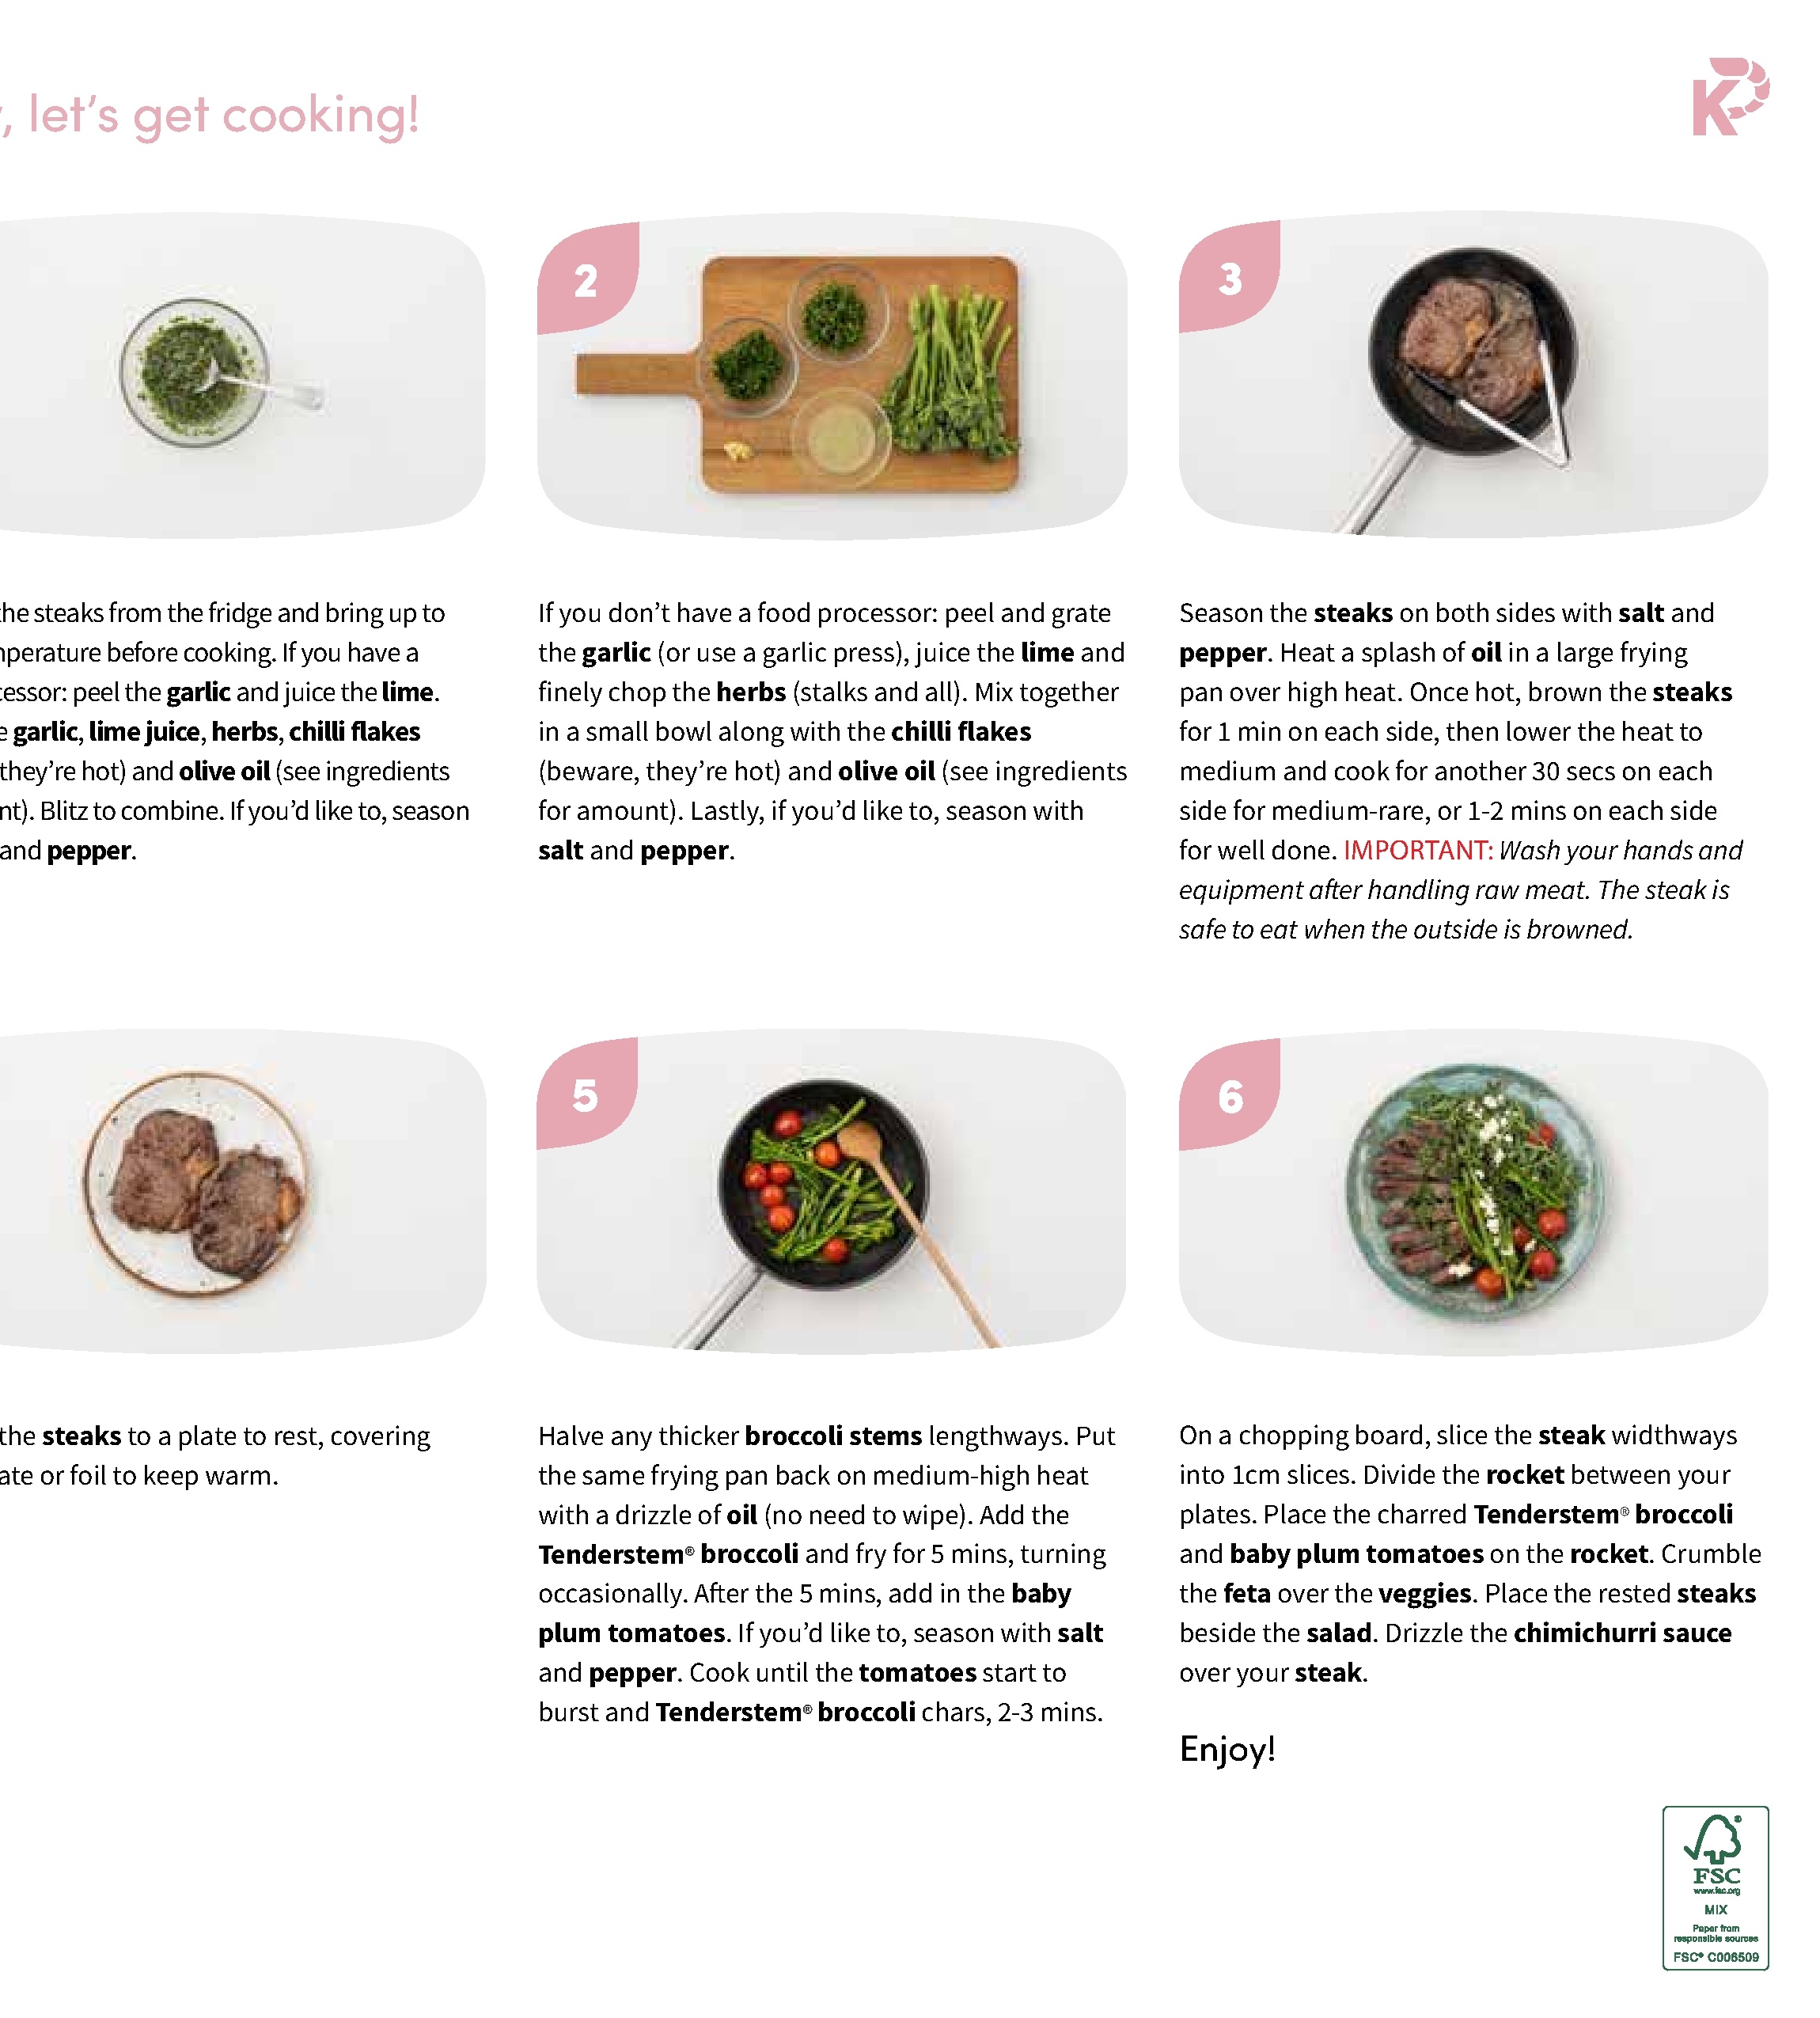 , let's get cooking!
the steaks from the fridge and bring up to
perature before cooking. If you have a
essor: peel the garlic and juice the lime.
garlic, lime juice, herbs, chilli flakes
they're hot) and olive oil (see ingredients
nt). Blitz to combine. If you'd like to, season
and pepper.
2
If you don't have a food processor: peel and grate
the garlic (or use a garlic press), juice the lime and
finely chop the herbs (stalks and all). Mix together
in a small bowl along with the chilli flakes
(beware, they're hot) and olive oil (see ingredients
for amount). Lastly, if you'd like to, season with
salt and pepper.
3
Season the steaks on both sides with salt and
pepper. Heat a splash of oil in a large frying
pan over high heat. Once hot, brown the steaks
for 1 min on each side, then lower the heat to
medium and cook for another 30 secs on each
side for medium-rare, or 1-2 mins on each side
for well done. IMPORTANT: Wash your hands and
equipment after handling raw meat. The steak is
safe to eat when the outside is browned.
the steaks to a plate to rest, covering
ate or foil to keep warm.
5
Halve any thicker broccoli stems lengthways. Put
the same frying pan back on medium-high heat
with a drizzle of oil (no need to wipe). Add the
Tenderstem® broccoli and fry for 5 mins, turning
occasionally. After the 5 mins, add in the baby
plum tomatoes. If you'd like to, season with salt
and pepper. Cook until the tomatoes start to
burst and Tenderstem® broccoli chars, 2-3 mins.
6
On a chopping board, slice the steak widthways
into 1cm slices. Divide the rocket between your
plates. Place the charred Tenderstem® broccoli
and baby plum tomatoes on the rocket. Crumble
the feta over the veggies. Place the rested steaks
beside the salad. Drizzle the chimichurri sauce
over your steak.
Enjoy!
FSC
www.fsc.org
MIX
Paper from
responsible sources
FSC® C006509